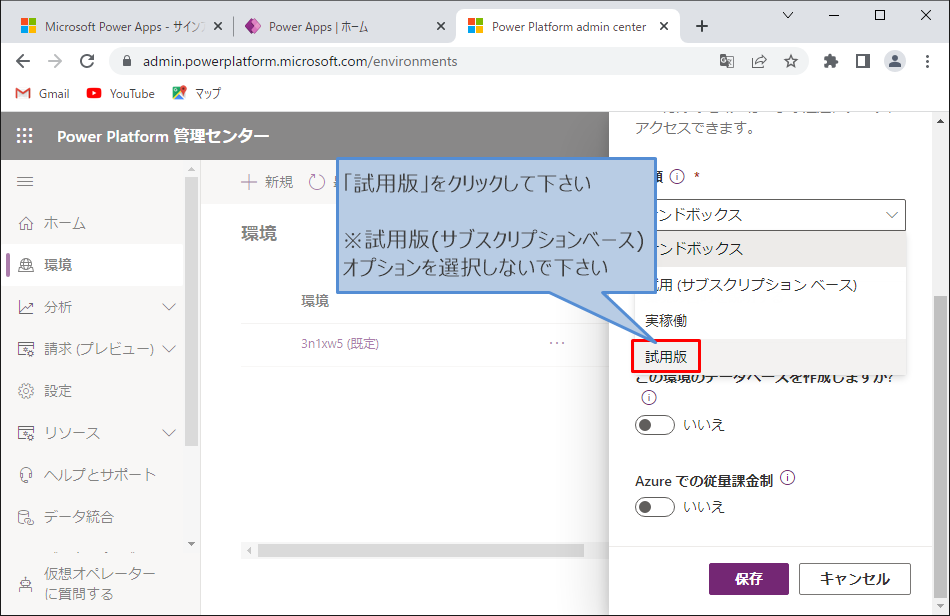 Microsoft Power Apps - サインア
Power Apps | ホーム
Power Platform admin center
admin.powerplatform.microsoft.com/environments
Gmail
YouTube
マップ
Power Platform 管理センター
アクセスできます。
新規
「試用版」をクリックして下さい
※試用版(サブスクリプションベース)
オプションを選択しないで下さい
類 *
ンドボックス
ンドボックス
用 (サブスクリプション ベース)
実稼働
試用版
この環境のデータベースを作成しますか?
いいえ
Azure での従量課金制
いいえ
保存
キャンセル
ホーム
環境
分析
請求 (プレビュー)
設定
リソース
ヘルプとサポート
データ統合
仮想オペレーター
に質問する
環境
環境
3n1xw5 (既定)